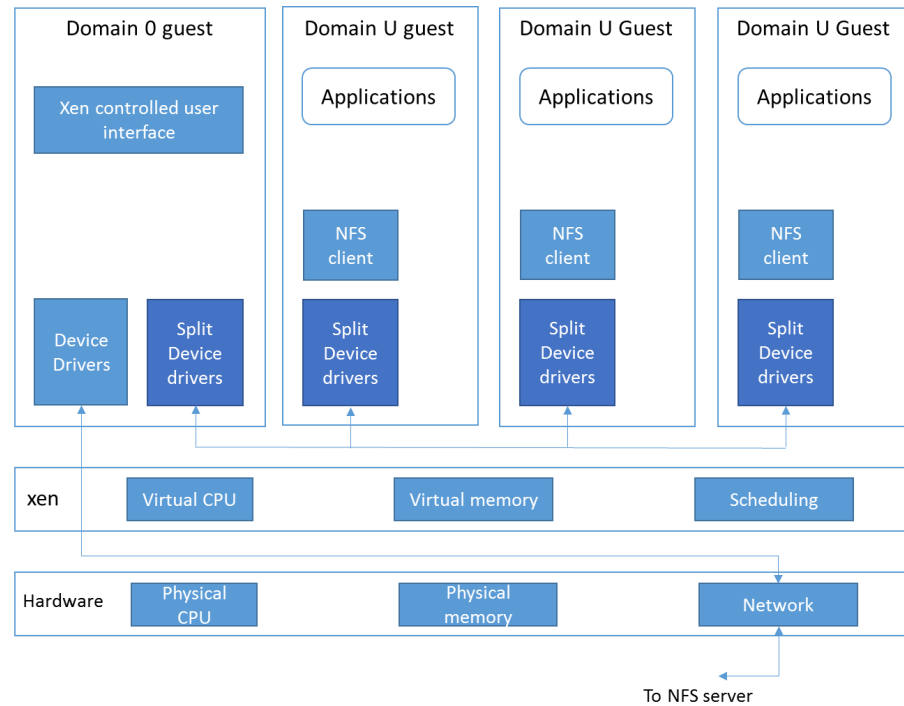 Domain 0 guest
Domain U guest
Domain U Guest
Domain U Guest
Xen controlled user
interface
Applications
Applications
Applications
NFS
client
NFS
client
NFS
client
Device
Drivers
Split
Device
drivers
Split
Device
drivers
Split
Device
drivers
Split
Device
drivers
xen
Virtual CPU
Virtual memory
Scheduling
Hardware
Physical
CPU
Physical
memory
Network
To NFS server